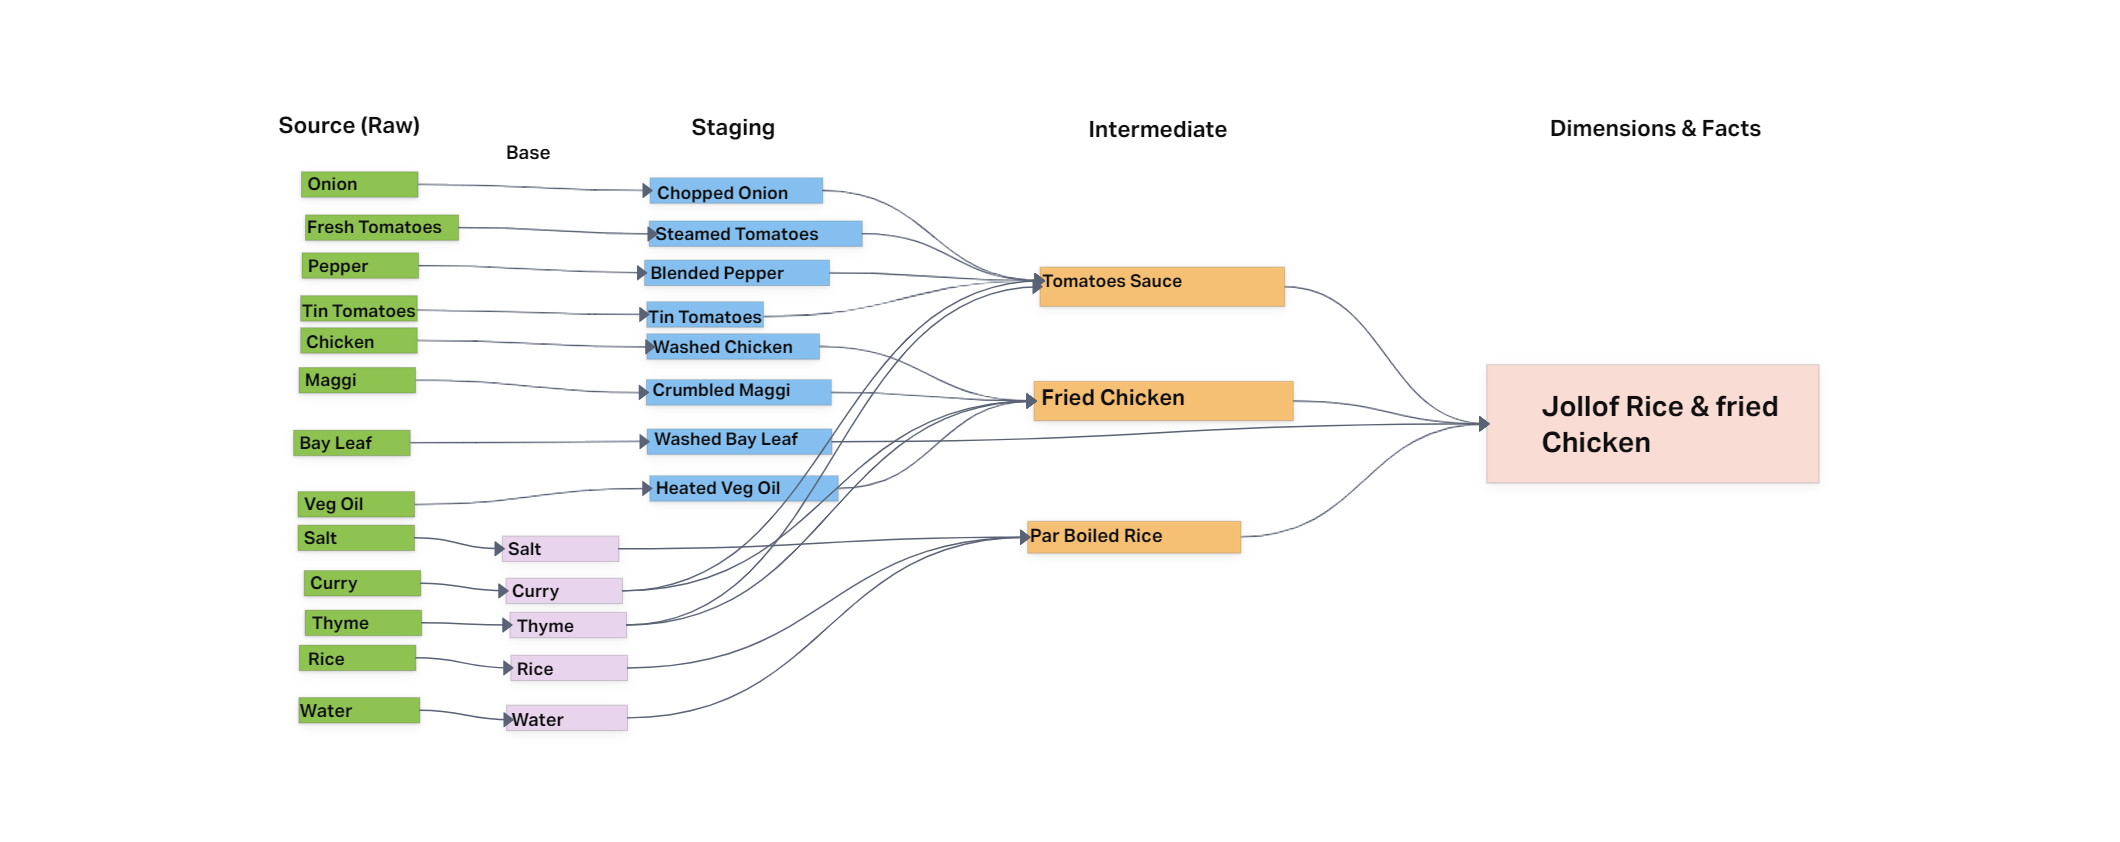 Source (Raw)
Base
Staging
Intermediate
Dimensions & Facts
Onion
Fresh Tomatoes
Pepper
Tin Tomatoes
Chicken
Maggi
Bay Leaf
Veg Oil
Salt
Curry
Thyme
Rice
Water
Salt
Curry
Thyme
Rice
Water
Chopped Onion
Steamed Tomatoes
Blended Pepper
Tin Tomatoes
Washed Chicken
Crumbled Maggi
Washed Bay Leaf
Heated Veg Oil
Tomatoes Sauce
Fried Chicken
Par Boiled Rice
Jollof Rice & fried
Chicken